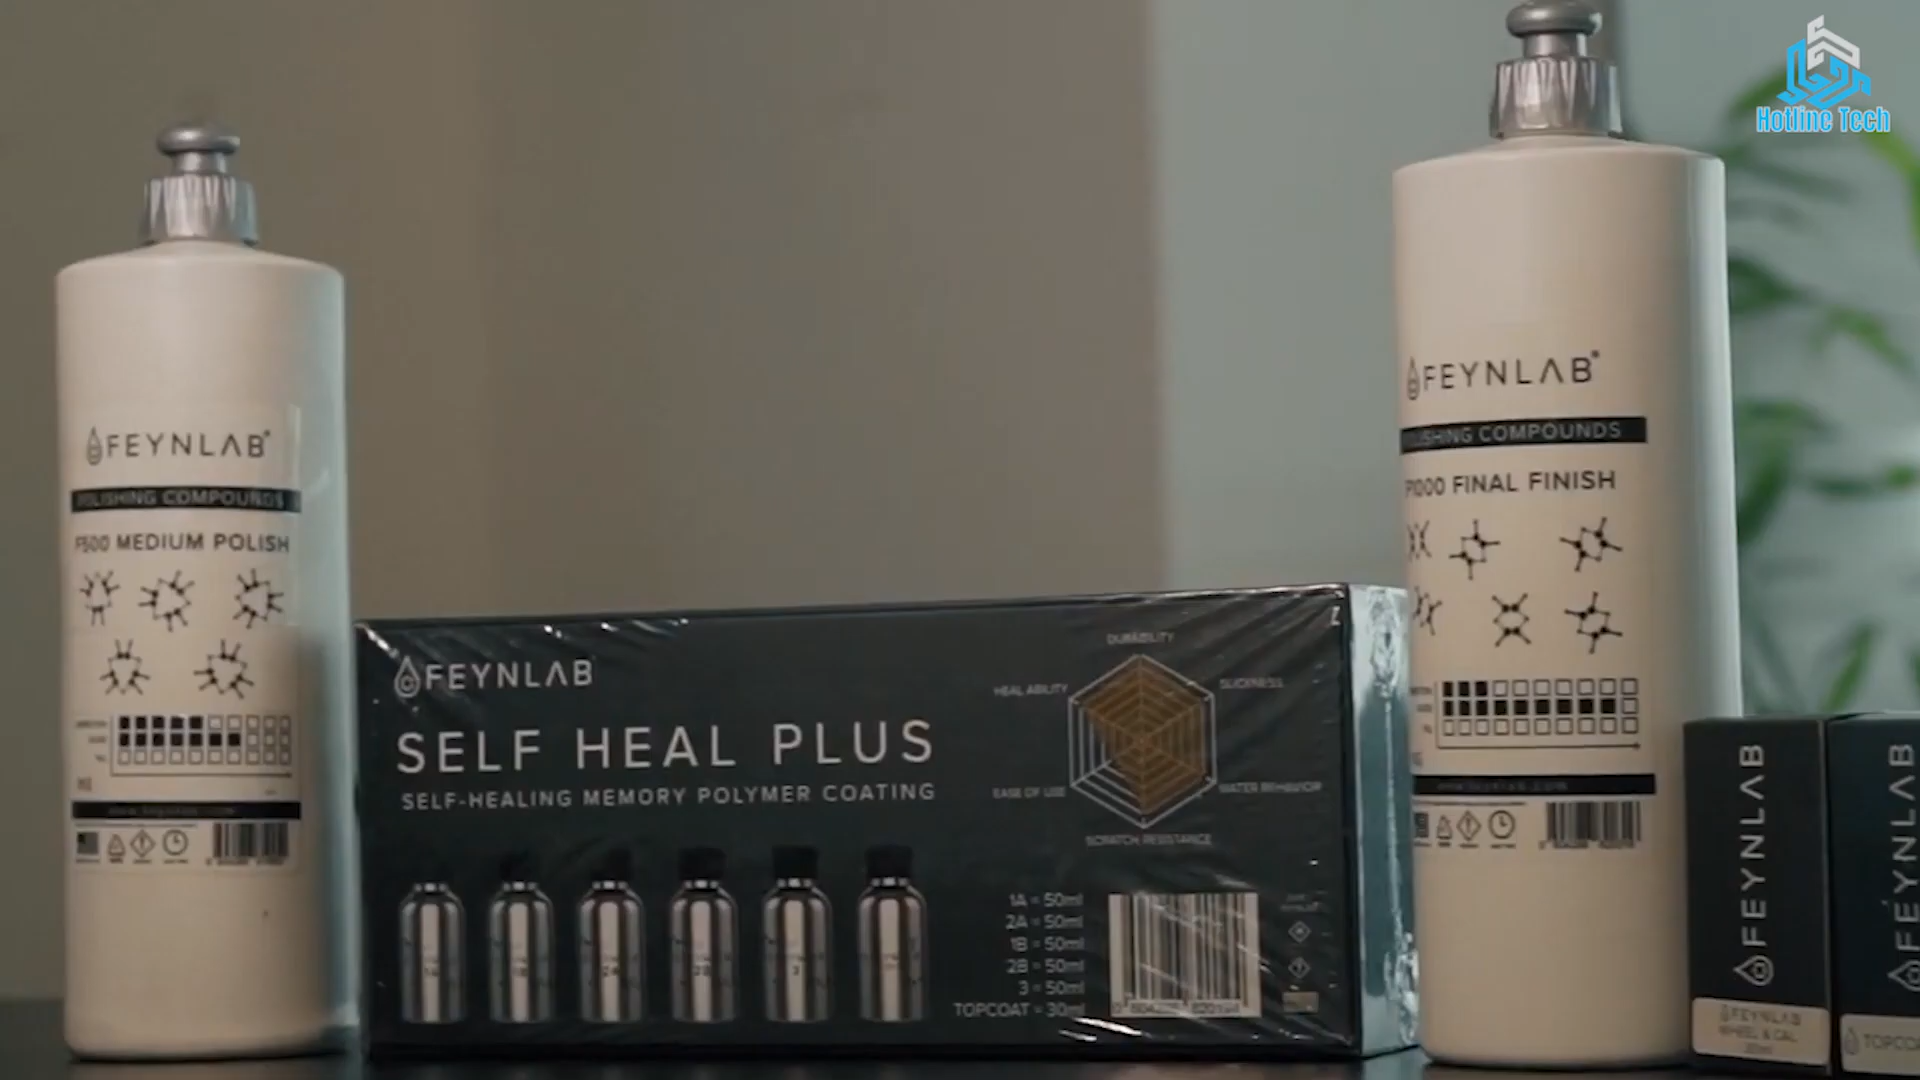 Hotline Tech
FEYNLAB®
POLISHING COMPOUNDS
F500 MEDIUM POLISH
FEYNLAB
SELF HEAL PLUS
SELF-HEALING MEMORY POLYMER COATING
DURABILITY
HEAL ABILITY
SLICKNESS
EASE OF USE
WATER BEHAVIOR
SCRATCH RESISTANCE
1A = 50ml
2A = 50ml
1B = 50ml
2B = 50ml
3 = 50ml
TOPCOAT = 30ml
FEYNLAB®
POLISHING COMPOUNDS
FINAL FINISH
FEYNLAB
FEYNLAB
WHEEL & CAL
FEYNLAB
TOPCOA